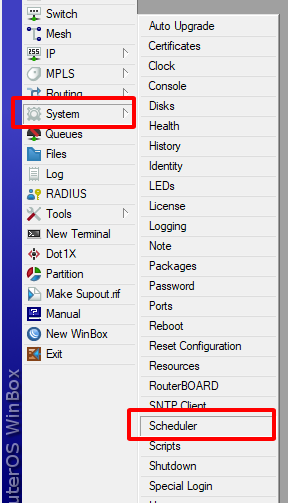 Switch
Mesh
IP
MPLS
Routing
System
Queues
Files
Log
RADIUS
Tools
New Terminal
Dot1X
Partition
Make Supout.rif
Manual
New WinBox
Exit
Auto Upgrade
Certificates
Clock
Console
Disks
Health
History
Identity
LEDs
License
Logging
Note
Packages
Password
Ports
Reboot
Reset Configuration
Resources
RouterBOARD
SNTP Client
Scheduler
Scripts
Shutdown
Special Login
uterOS WinBox